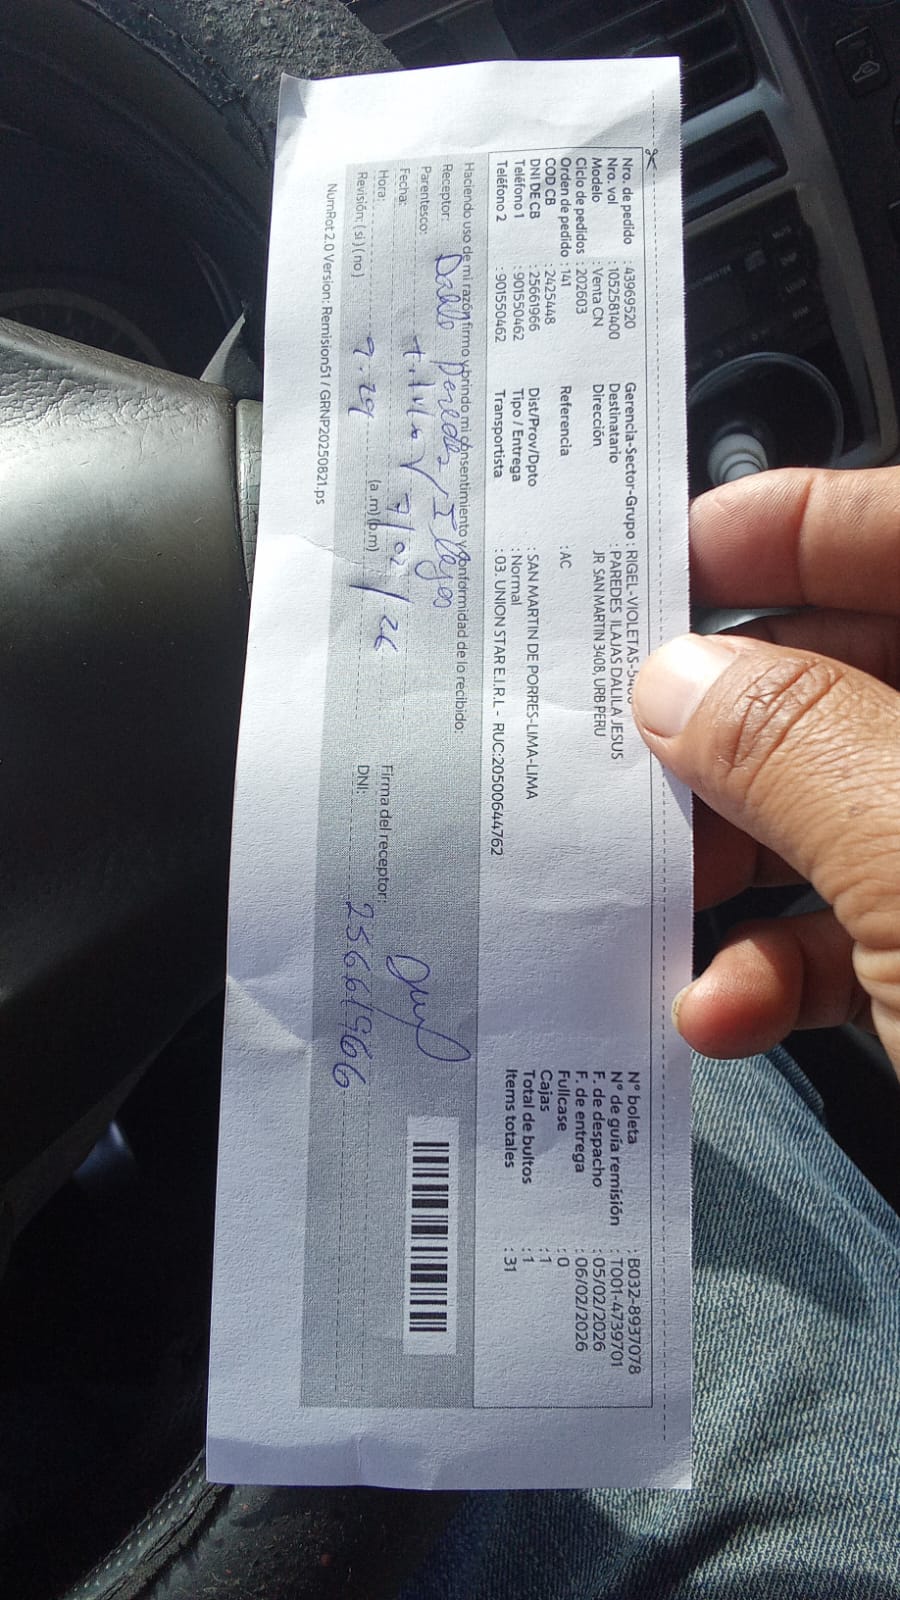 Nro. de pedido : 43969520
Nro. vol : 1052581400
Modelo : Venta CN
Ciclo de pedidos : 202603
Orden de pedido : 141
COD CB : 2425448
DNI DE CB : 25661966
Teléfono 1 : 901550462
Teléfono 2 : 901550462
Gerencia-Sector-Grupo : RIGEL-VIOLETAS-
Destinatario : PAREDES ILAJAS DALILA JESUS
Dirección JR SAN MARTIN 3408, URB PERU
Referencia : AC
Dist/Prov/Dpto : SAN MARTIN DE PORRES-LIMA-LIMA
Tipo / Entrega : Normal
Transportista : 03. UNION STAR E.I.R.L - RUC:20500644762
N° boleta : B032-8937078
N° de guía remisión : T001-4739701
F. de despacho : 05/02/2026
F. de entrega : 06/02/2026
Fullcase : 0
Cajas : 1
Total de bultos : 1
Items totales : 31
Haciendo uso de mi razón firmo y brindo mi consentimiento y conformidad de lo recibido:
Receptor: Paredes
Parentesco:
Fecha: 7/02/26
Hora: 9:29 (a.m) (p.m)
Revisión: (si) (no)
Firma del receptor:
DNI: 25661966
NumRot 2.0 Version: Remision51 / GRNP20250821.ps